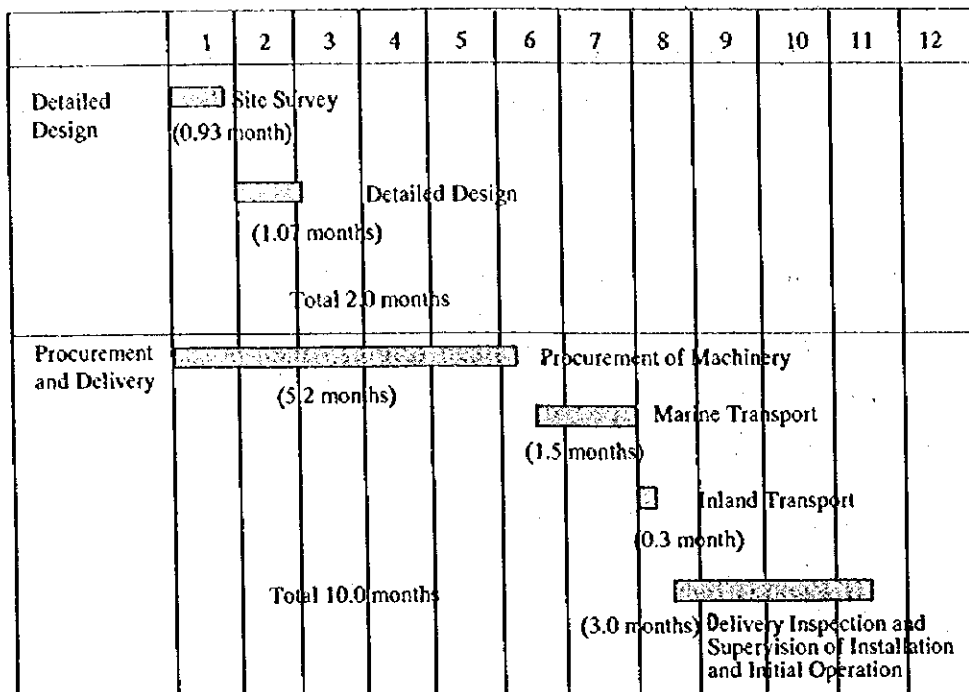 1 2 3 4 5 6 7 8 9 10 11 12
Detailed
Design
Site Survey
(0.93 month)
Detailed Design
(1.07 months)
Total 2.0 months
Procurement
and Delivery
Procurement of Machinery
(5.2 months)
Marine Transport
(1.5 months)
Inland Transport
(0.3 month)
Total 10.0 months
(3.0 months) Delivery Inspection and
Supervision of Installation
and Initial Operation